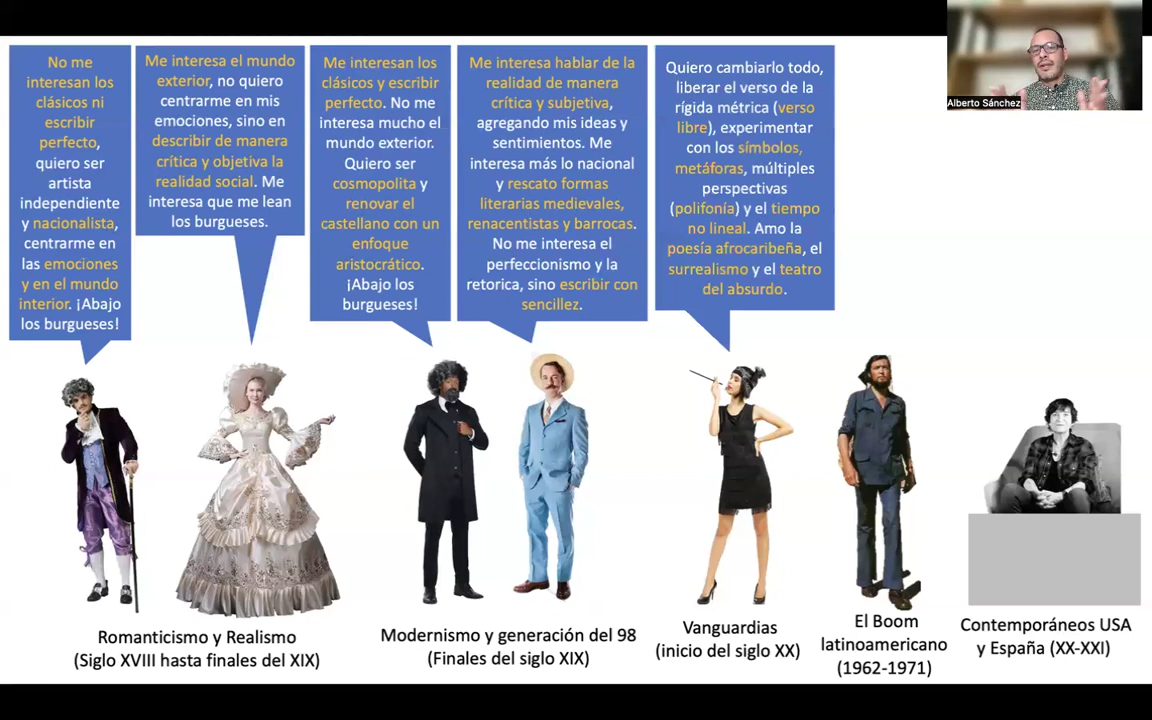 No me
interesan los
clásicos ni
escribir
perfecto,
quiero ser
artista
independiente
y nacionalista,
centrarme en
las emociones
y en el mundo
interior. ¡Abajo
los burgueses!
Me interesa el mundo
exterior, no quiero
centrarme en mis
emociones, sino en
describir de manera
crítica y objetiva la
realidad social. Me
interesa que me lean
los burgueses.
Me interesan los
clásicos y escribir
perfecto. No me
interesa mucho el
mundo exterior.
Quiero ser
cosmopolita y
renovar el
castellano con un
enfoque
aristocrático.
¡Abajo los
burgueses!
Me interesa hablar de la
realidad de manera
crítica y subjetiva,
agregando mis ideas y
sentimientos. Me
interesa más lo nacional
y rescato formas
literarias medievales,
renacentistas y barrocas.
No me interesa el
perfeccionismo y la
retorica, sino escribir con
sencillez.
Quiero cambiarlo todo,
liberar el verso de la
rígida métrica (verso
libre), experimentar
con los símbolos,
metáforas, múltiples
perspectivas
(polifonía) y el tiempo
no lineal. Amo la
poesía afrocaribeña, el
surrealismo y el teatro
del absurdo.
Alberto Sánchez
Romanticismo y Realismo
(Siglo XVIII hasta finales del XIX)
Modernismo y generación del 98
(Finales del siglo XIX)
Vanguardias
(inicio del siglo XX)
El Boom
latinoamericano
(1962-1971)
Contemporáneos USA
y España (XX-XXI)